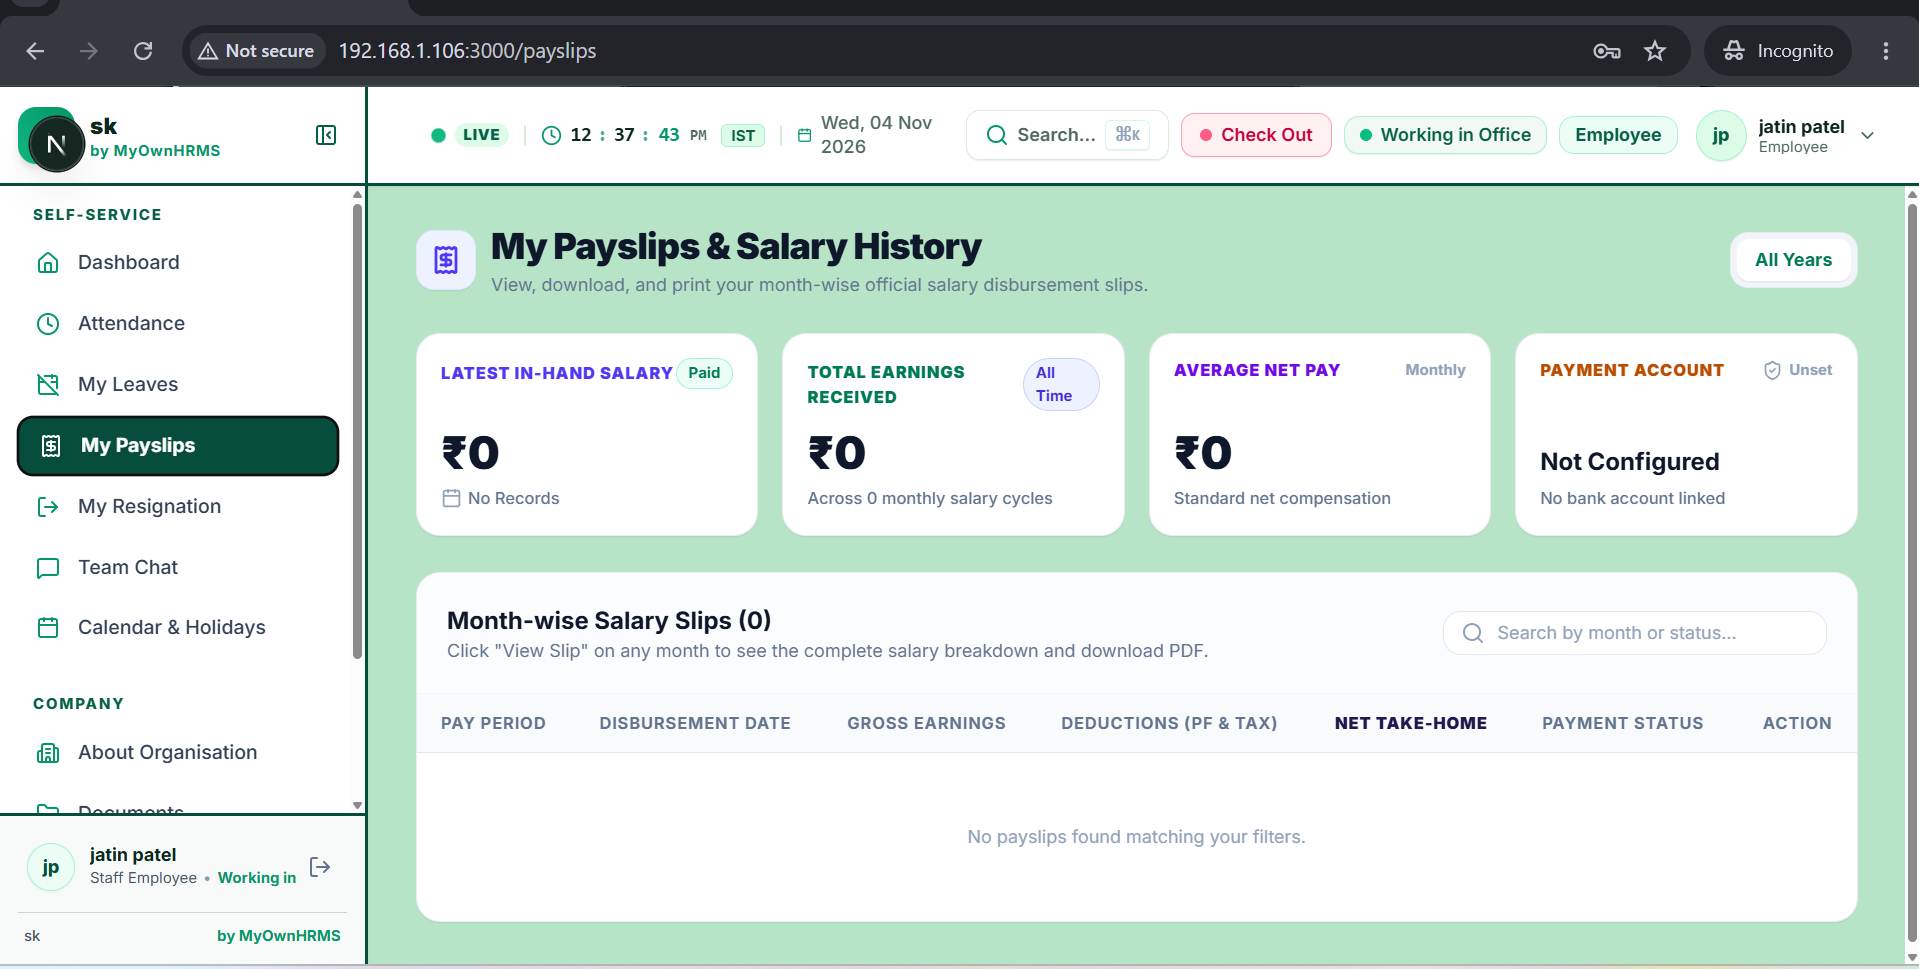 Not secure 192.168.1.106:3000/payslips Incognito
N sk
by MyOwnHRMS
LIVE 12 : 37 : 43 PM IST Wed, 04 Nov
2026
Search... ⌘K Check Out Working in Office Employee jp jatin patel
Employee
SELF-SERVICE
Dashboard
Attendance
My Leaves
My Payslips
My Resignation
Team Chat
Calendar & Holidays
COMPANY
About Organisation
Documents
jp jatin patel
Staff Employee • Working in
sk by MyOwnHRMS
My Payslips & Salary History
View, download, and print your month-wise official salary disbursement slips.
All Years
LATEST IN-HAND SALARY Paid
₹0
No Records
TOTAL EARNINGS
RECEIVED
All
Time
₹0
Across 0 monthly salary cycles
AVERAGE NET PAY Monthly
₹0
Standard net compensation
PAYMENT ACCOUNT Unset
Not Configured
No bank account linked
Month-wise Salary Slips (0)
Click "View Slip" on any month to see the complete salary breakdown and download PDF.
Search by month or status...
PAY PERIOD DISBURSEMENT DATE GROSS EARNINGS DEDUCTIONS (PF & TAX) NET TAKE-HOME PAYMENT STATUS ACTION
No payslips found matching your filters.